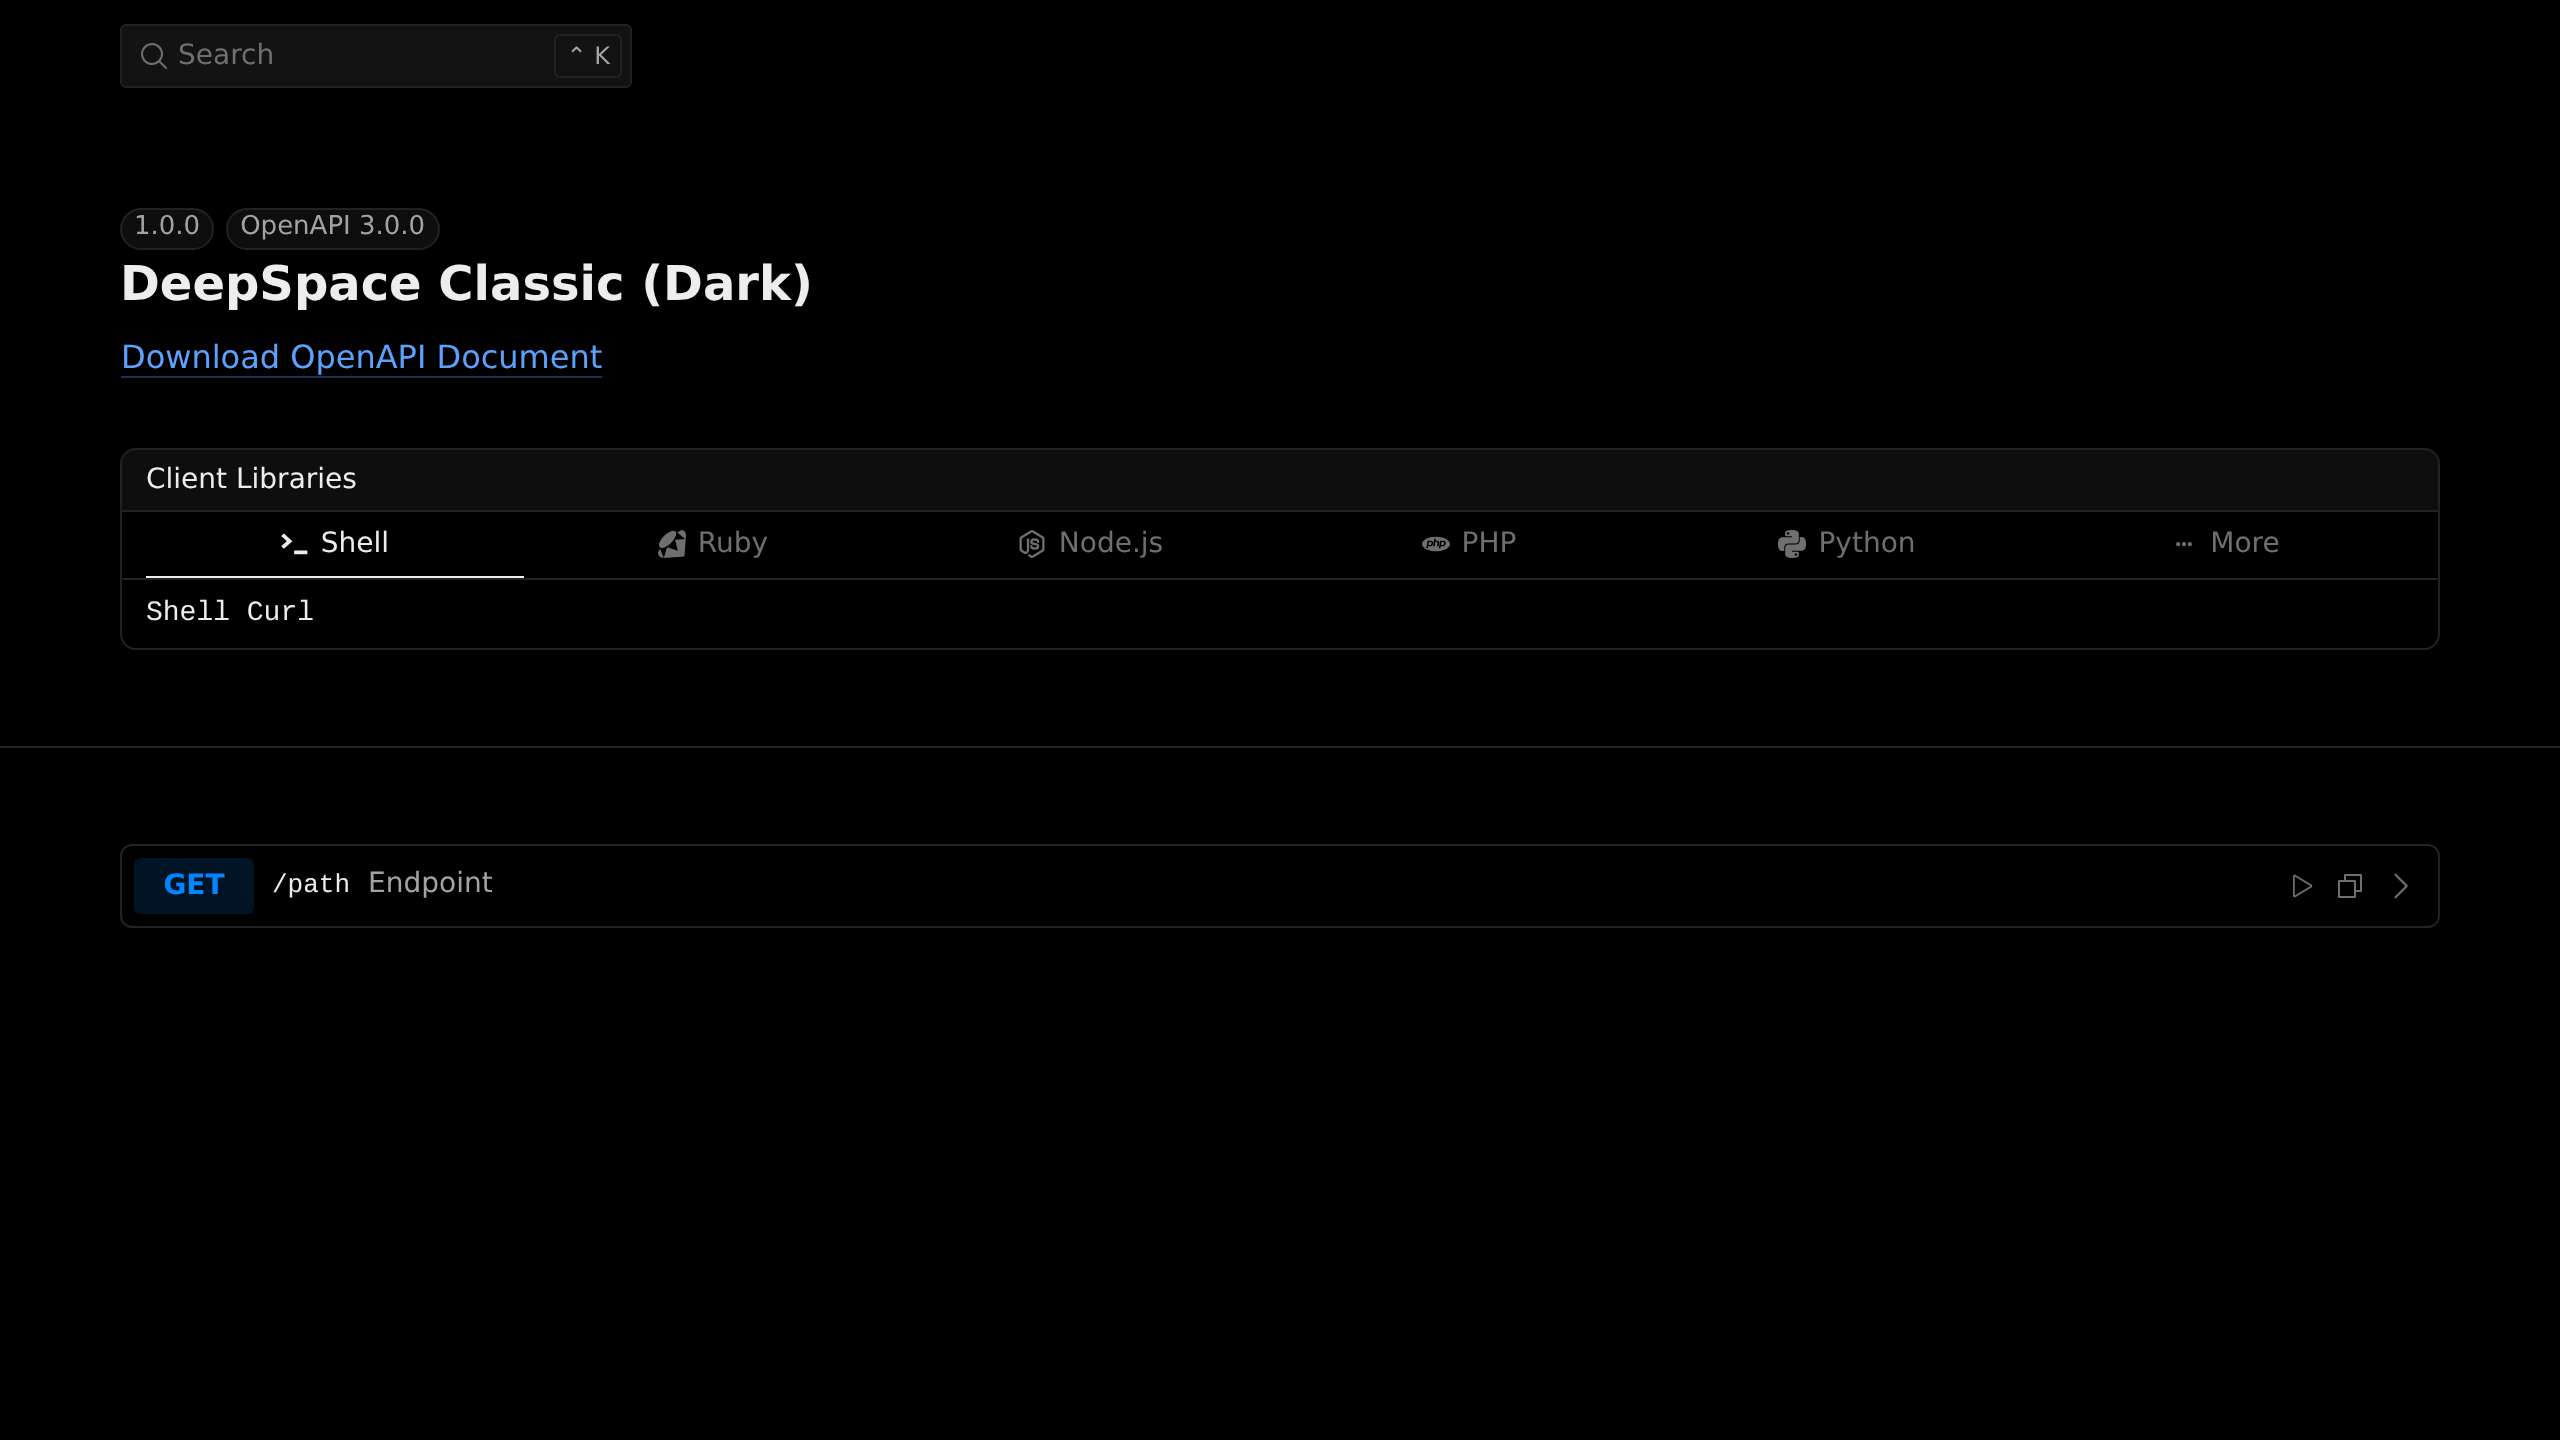 Search ⌃ K
1.0.0 OpenAPI 3.0.0
DeepSpace Classic (Dark)
Download OpenAPI Document
Client Libraries
Shell Ruby Node.js PHP Python More
Shell Curl
GET /path Endpoint